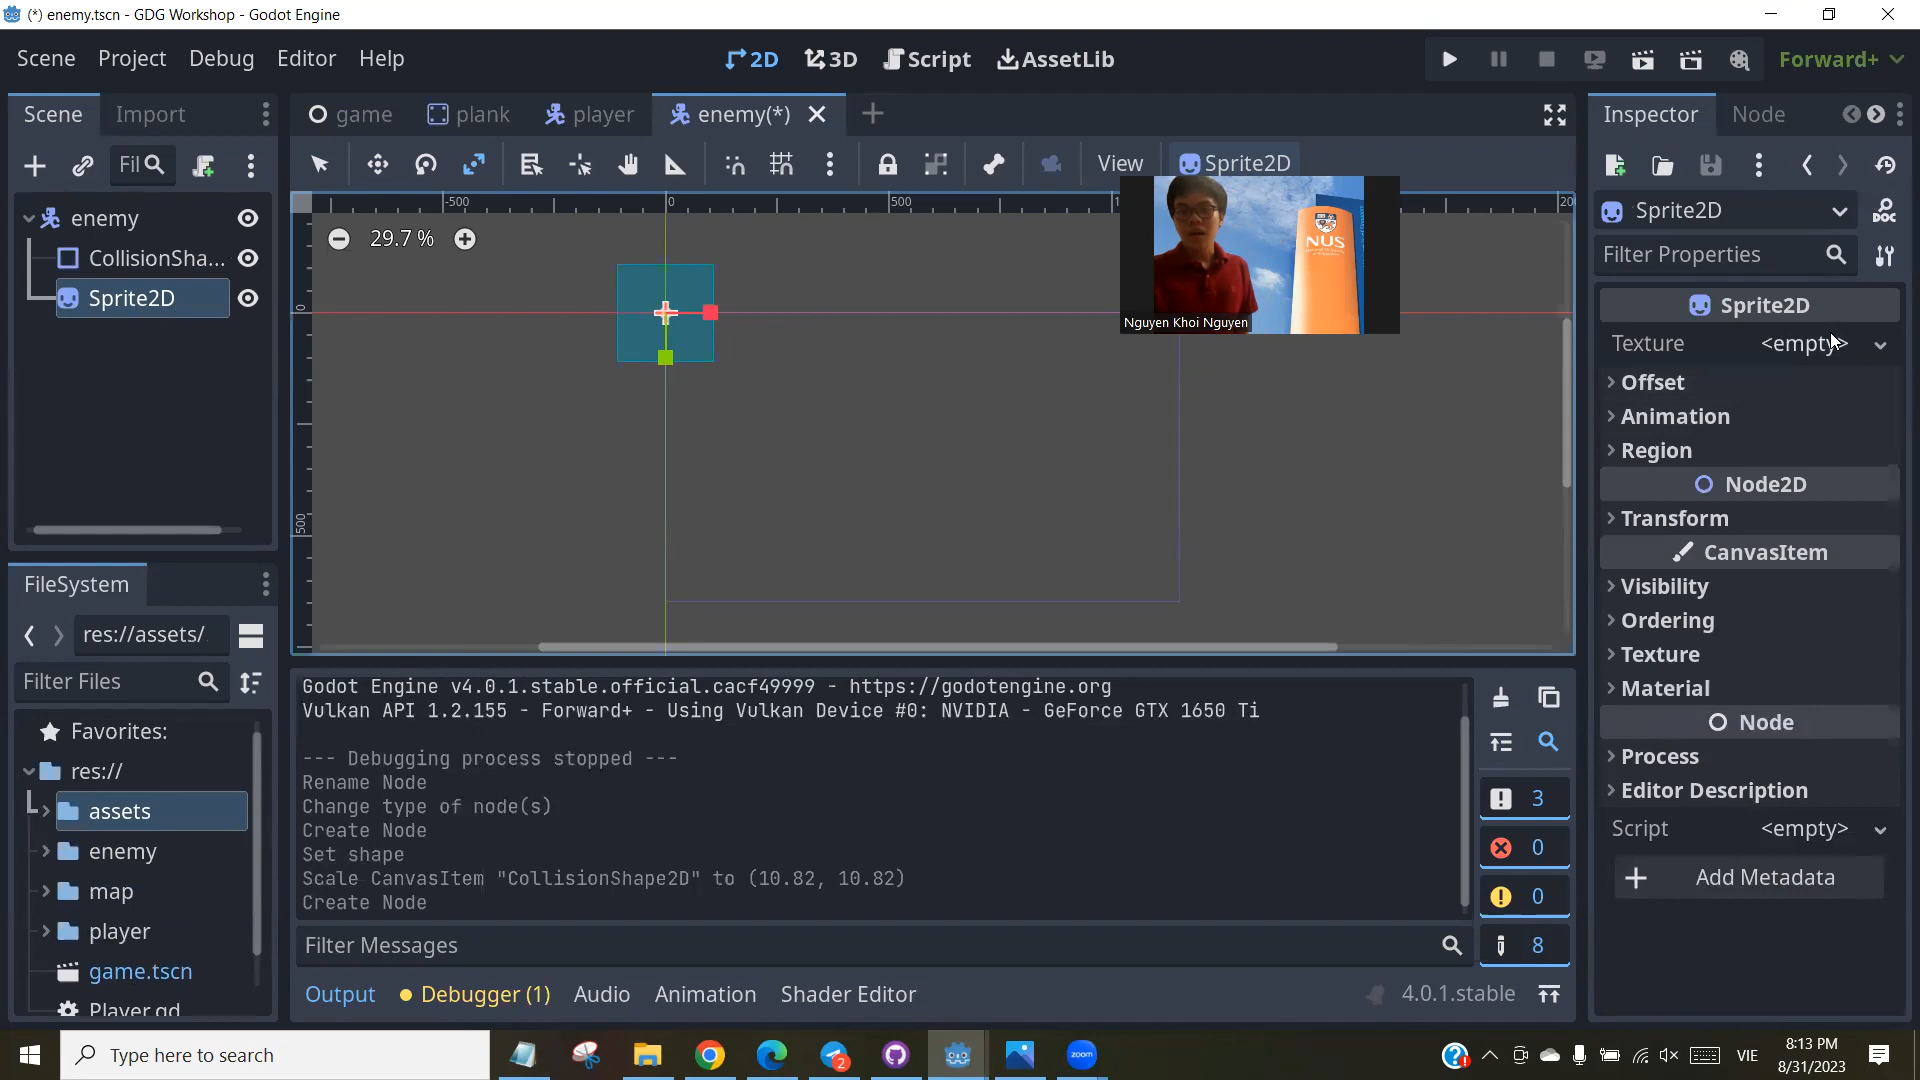 (*) enemy.tscn - GDG Workshop - Godot Engine
Scene Project Debug Editor Help
2D 3D Script AssetLib
Forward+
Scene Import
game plank player enemy(*)
Inspector Node
Fil
View Sprite2D
enemy
CollisionSha...
Sprite2D
-500 0 500
29.7 %
0
500
NUS
Nguyen Khoi Nguyen
Sprite2D
DOC
Filter Properties
Sprite2D
Texture <empty>
Offset
Animation
Region
Node2D
Transform
CanvasItem
Visibility
Ordering
Texture
Material
Node
Process
Editor Description
Script <empty>
Add Metadata
FileSystem
res://assets/
Filter Files
Favorites:
res://
assets
enemy
map
player
game.tscn
Player.gd
Godot Engine v4.0.1.stable.official.cacf49999 - https://godotengine.org
Vulkan API 1.2.155 - Forward+ - Using Vulkan Device #0: NVIDIA - GeForce GTX 1650 Ti
--- Debugging process stopped ---
Rename Node
Change type of node(s)
Create Node
Set shape
Scale CanvasItem "CollisionShape2D" to (10.82, 10.82)
Create Node
3
0
0
8
Filter Messages
Output Debugger (1) Audio Animation Shader Editor
4.0.1.stable
Type here to search
2
zoom
VIE
8:13 PM
8/31/2023